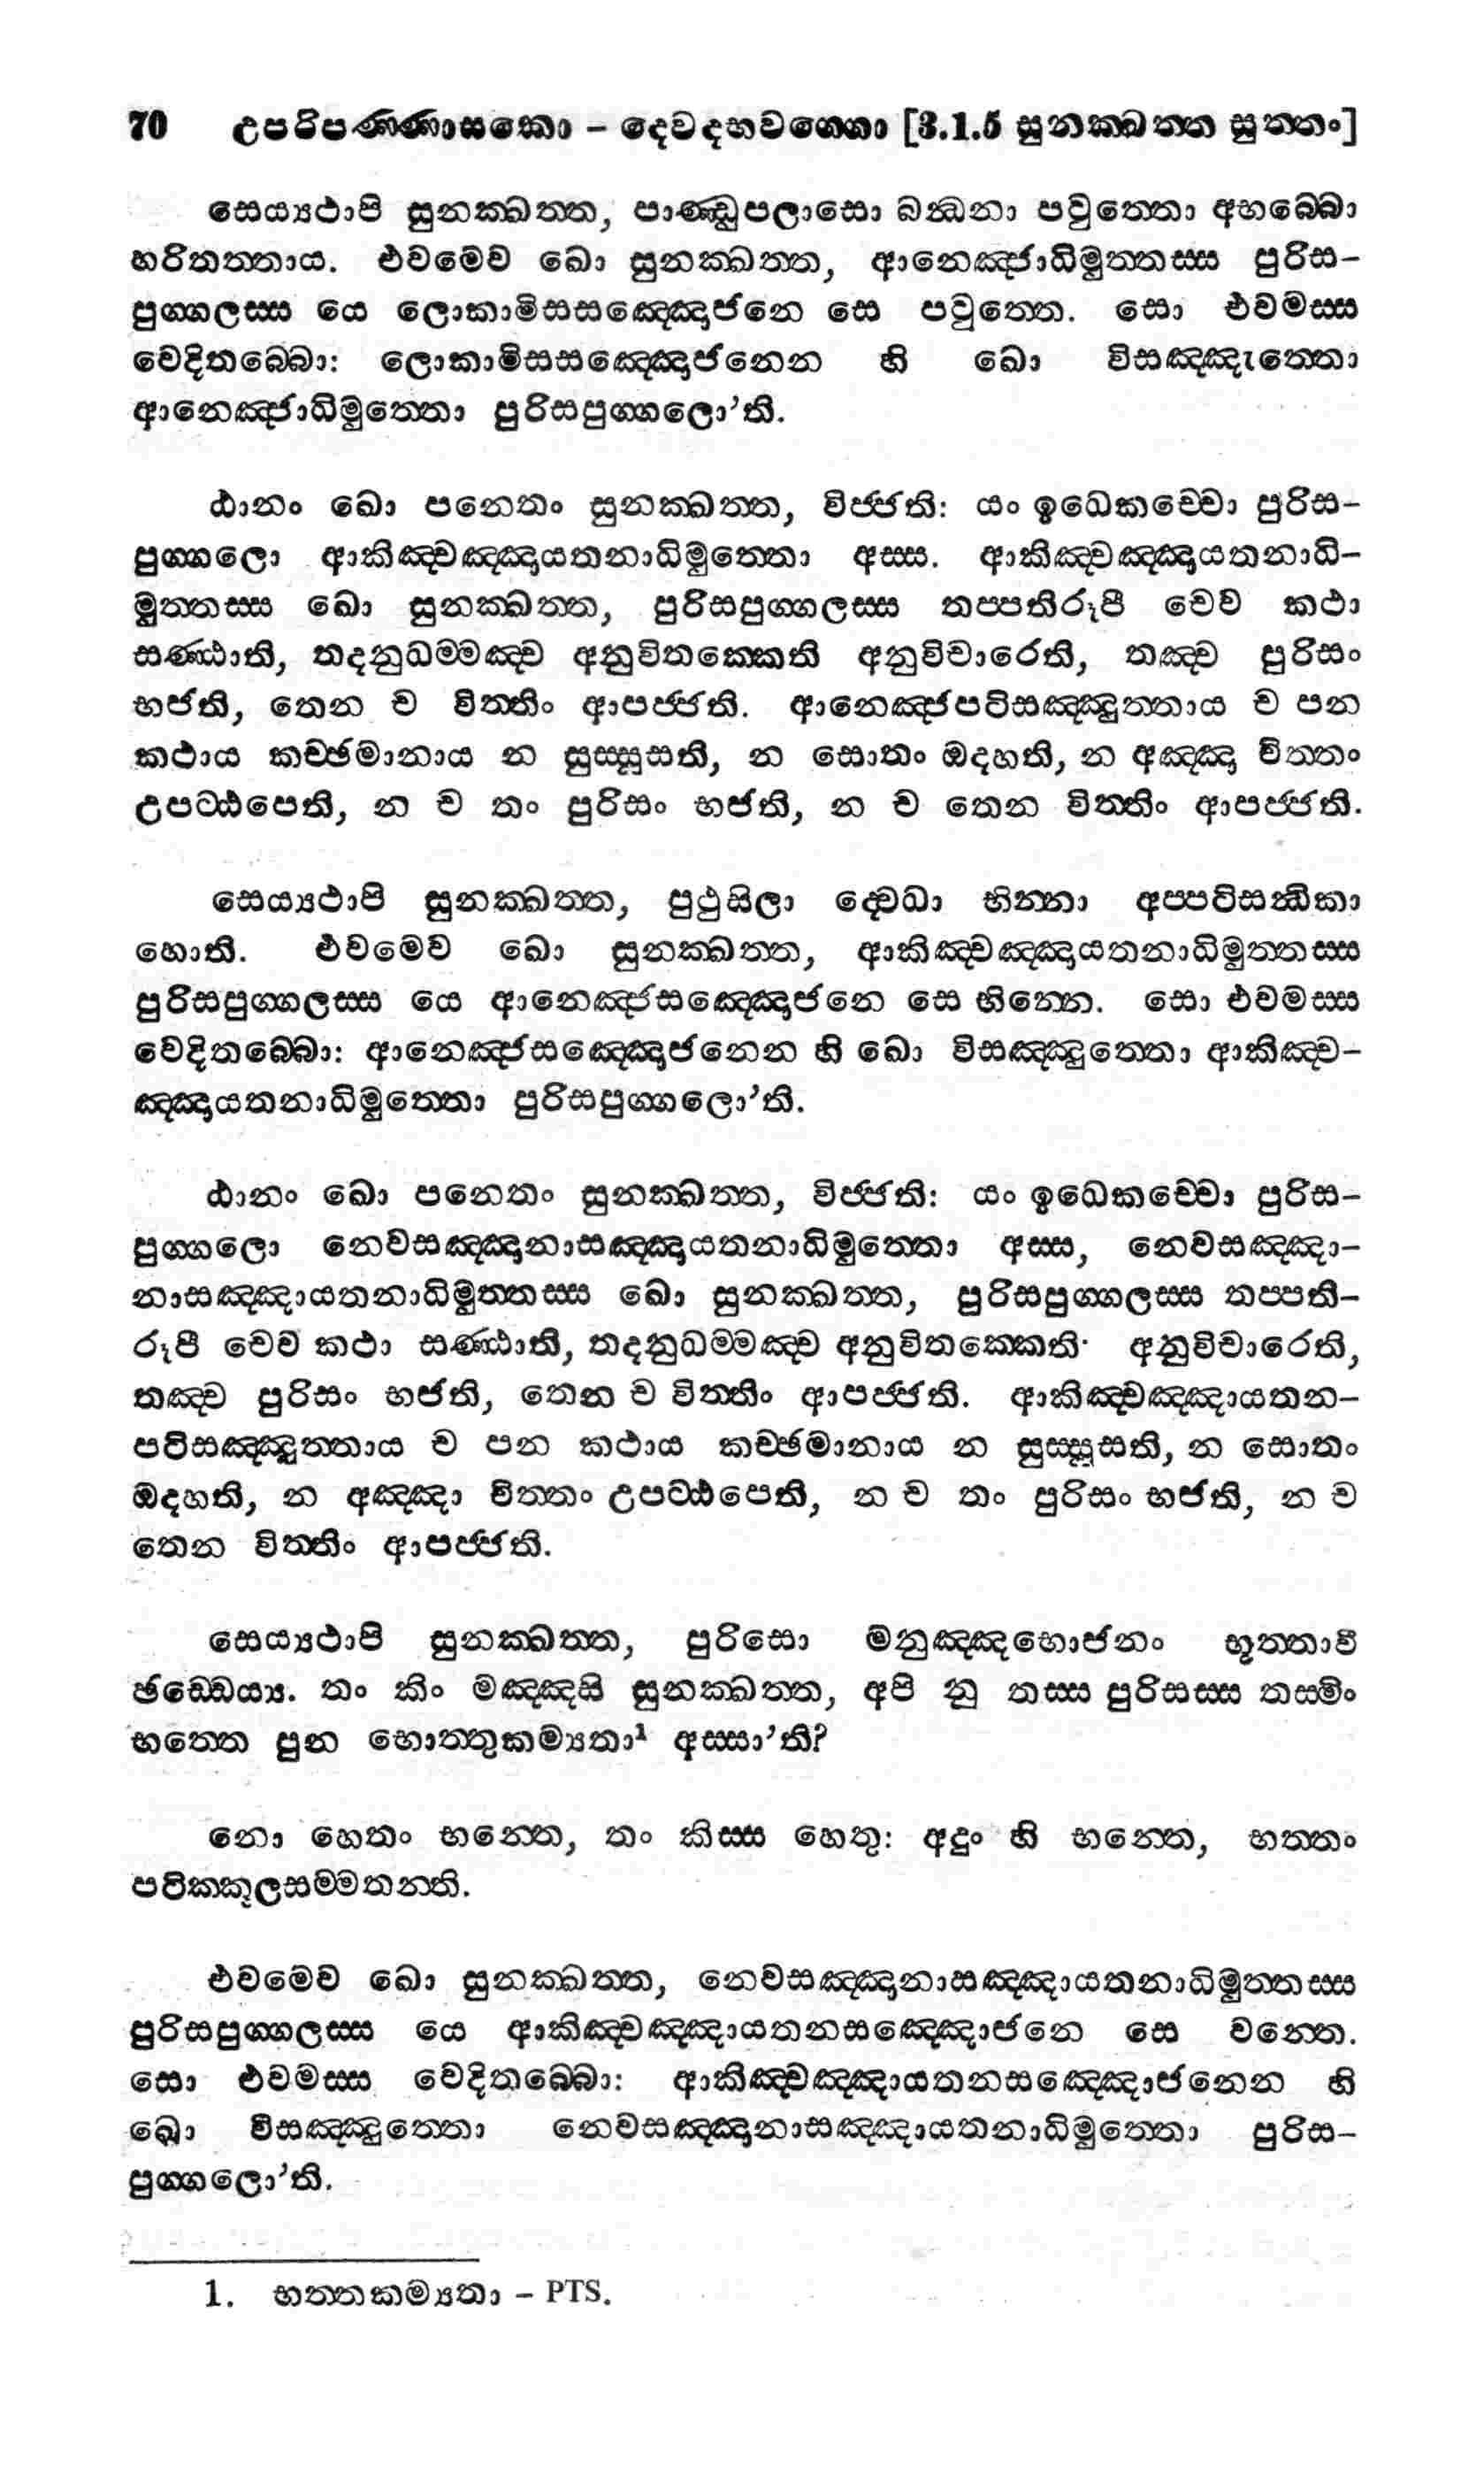 70 උපරිපණ්ණාසකො - දෙවදහවග්ගො [3.1.5 සුනක්ඛත්ත සුත්තං]
සෙය්‍යථාපි සුනක්ඛත්ත, පාණ්ඩුපලාසො බන්ධනා පවුත්තො අභබ්බො
හරිතත්තාය. එවමෙව ඛො සුනක්ඛත්ත, ආනෙඤ්ජාධිමුත්තස්ස පුරිස-
පුග්ගලස්ස යෙ ලොකාමිසසඤ්ඤොජනෙ සෙ පවුත්තෙ. සො එවමස්ස
වෙදිතබ්බො: ලොකාමිසසඤ්ඤොජනෙන හි ඛො විසඤ්ඤුත්තො
ආනෙඤ්ජාධිමුත්තො පුරිසපුග්ගලො’ති.
ඨානං ඛො පනෙතං සුනක්ඛත්ත, විජ්ජති: යං ඉධෙකච්චො පුරිස-
පුග්ගලො ආකිඤ්චඤ්ඤායතනාධිමුත්තො අස්ස. ආකිඤ්චඤ්ඤායතනාධි-
මුත්තස්ස ඛො සුනක්ඛත්ත, පුරිසපුග්ගලස්ස තප්පතිරූපී චෙව කථා
සණ්ඨාති, තදනුධම්මඤ්ච අනුවිතක්කෙති අනුවිචාරෙති, තඤ්ච පුරිසං
භජති, තෙන ච විත්තිං ආපජ්ජති. ආනෙඤ්ජපටිසඤ්ඤුත්තාය ච පන
කථාය කච්ඡමානාය න සුස්සූසති, න සොතං ඔදහති, න අඤ්ඤා චිත්තං
උපට්ඨපෙති, න ච තං පුරිසං භජති, න ච තෙන විත්තිං ආපජ්ජති.
සෙය්‍යථාපි සුනක්ඛත්ත, පුථුසිලා ද්වෙධා භින්නා අප්පටිසන්ධිකා
හොති. එවමෙව ඛො සුනක්ඛත්ත, ආකිඤ්චඤ්ඤායතනාධිමුත්තස්ස
පුරිසපුග්ගලස්ස යෙ ආනෙඤ්ජසඤ්ඤොජනෙ සෙ භින්නෙ. සො එවමස්ස
වෙදිතබ්බො: ආනෙඤ්ජසඤ්ඤොජනෙන හි ඛො විසඤ්ඤුත්තො ආකිඤ්ච-
ඤ්ඤායතනාධිමුත්තො පුරිසපුග්ගලො’ති.
ඨානං ඛො පනෙතං සුනක්ඛත්ත, විජ්ජති: යං ඉධෙකච්චො පුරිස-
පුග්ගලො නෙවසඤ්ඤානාසඤ්ඤායතනාධිමුත්තො අස්ස, නෙවසඤ්ඤා-
නාසඤ්ඤායතනාධිමුත්තස්ස ඛො සුනක්ඛත්ත, පුරිසපුග්ගලස්ස තප්පති-
රූපී චෙව කථා සණ්ඨාති, තදනුධම්මඤ්ච අනුවිතක්කෙති අනුවිචාරෙති,
තඤ්ච පුරිසං භජති, තෙන ච විත්තිං ආපජ්ජති. ආකිඤ්චඤ්ඤායතන-
පටිසඤ්ඤුත්තාය ච පන කථාය කච්ඡමානාය න සුස්සූසති, න සොතං
ඔදහති, න අඤ්ඤා චිත්තං උපට්ඨපෙති, න ච තං පුරිසං භජති, න ච
තෙන විත්තිං ආපජ්ජති.
සෙය්‍යථාපි සුනක්ඛත්ත, පුරිසො මනුඤ්ඤභොජනං භුත්තාවී
ඡඩ්ඩෙය්‍ය. තං කිං මඤ්ඤසි සුනක්ඛත්ත, අපි නු තස්ස පුරිසස්ස තස්මිං
භත්තෙ පුන භොත්තුකම්‍යතා¹ අස්සා’ති?
නො හෙතං භන්තෙ, තං කිස්ස හෙතු: අදුං හි භන්තෙ, භත්තං
පටික්කූලසම්මතන්ති.
එවමෙව ඛො සුනක්ඛත්ත, නෙවසඤ්ඤානාසඤ්ඤායතනාධිමුත්තස්ස
පුරිසපුග්ගලස්ස යෙ ආකිඤ්චඤ්ඤායතනසඤ්ඤොජනෙ සෙ වන්තෙ.
සො එවමස්ස වෙදිතබ්බො: ආකිඤ්චඤ්ඤායතනසඤ්ඤොජනෙන හි
ඛො විසඤ්ඤුත්තො නෙවසඤ්ඤානාසඤ්ඤායතනාධිමුත්තො පුරිස-
පුග්ගලො’ති.
1. භත්තකම්‍යතා - PTS.